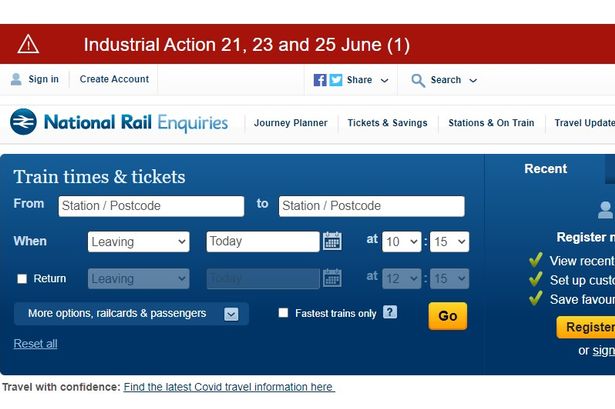 Industrial Action 21, 23 and 25 June (1)
Sign in Create Account Share Search
National Rail Enquiries Journey Planner Tickets & Savings Stations & On Train Travel Update
Train times & tickets Recent
From Station / Postcode to Station / Postcode
Register
When Leaving Today at 10 : 15
View recent
Return Leaving Today at 12 : 15
Set up
Save
More options, railcards & passengers Fastest trains only ? Go
Register
Reset all
or sign
Travel with confidence: Find the latest Covid travel information here